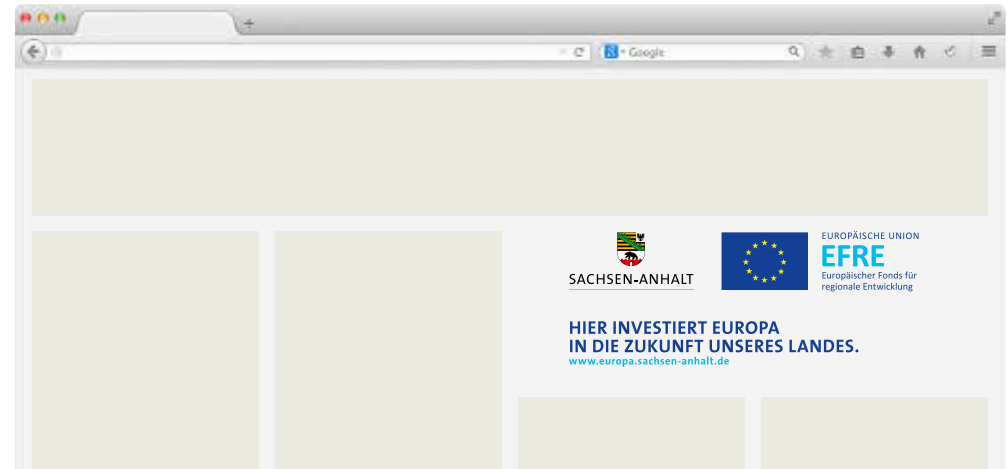 Google
SACHSEN-ANHALT
EUROPÄISCHE UNION
EFRE
Europäischer Fonds für
regionale Entwicklung
HIER INVESTIERT EUROPA
IN DIE ZUKUNFT UNSERES LANDES.
www.europa.sachsen-anhalt.de